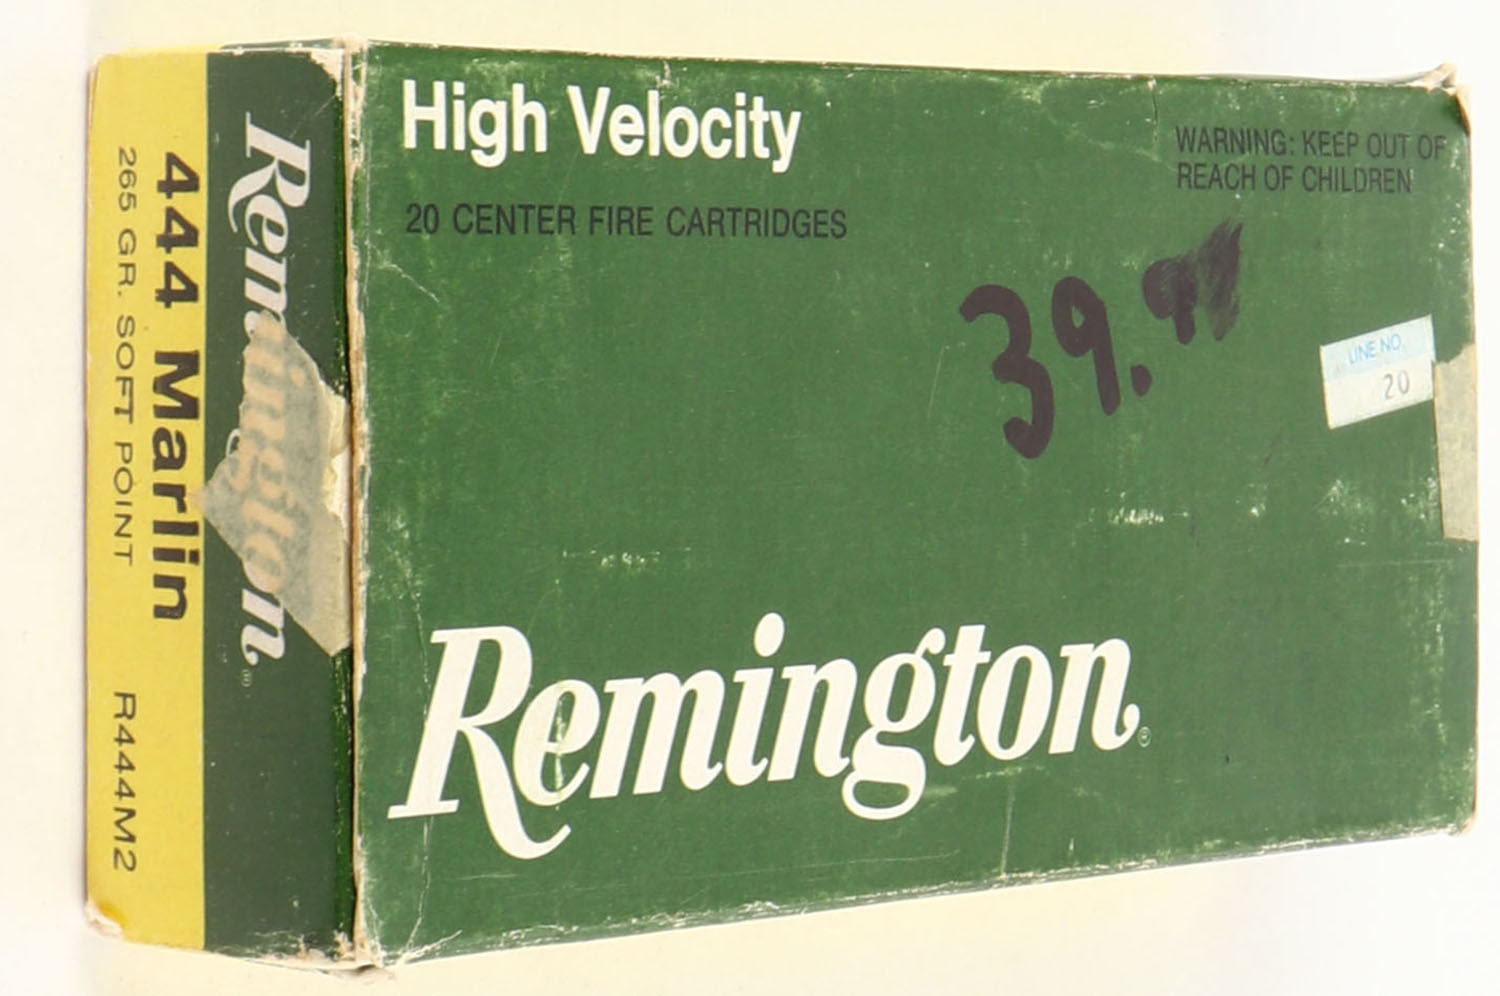 High Velocity
20 CENTER FIRE CARTRIDGES
WARNING: KEEP OUT OF
REACH OF CHILDREN
LINE NO.
20
Remington®
Remington®
444 Marlin
265 GR. SOFT POINT R444M2